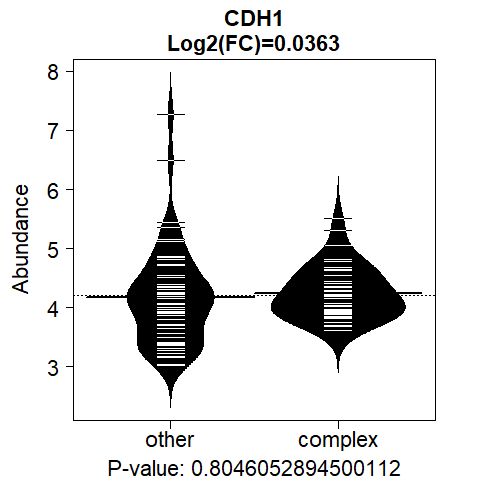 CDH1
Log2(FC)=0.0363
Abundance
8
7
6
5
4
3
other complex
P-value: 0.8046052894500112